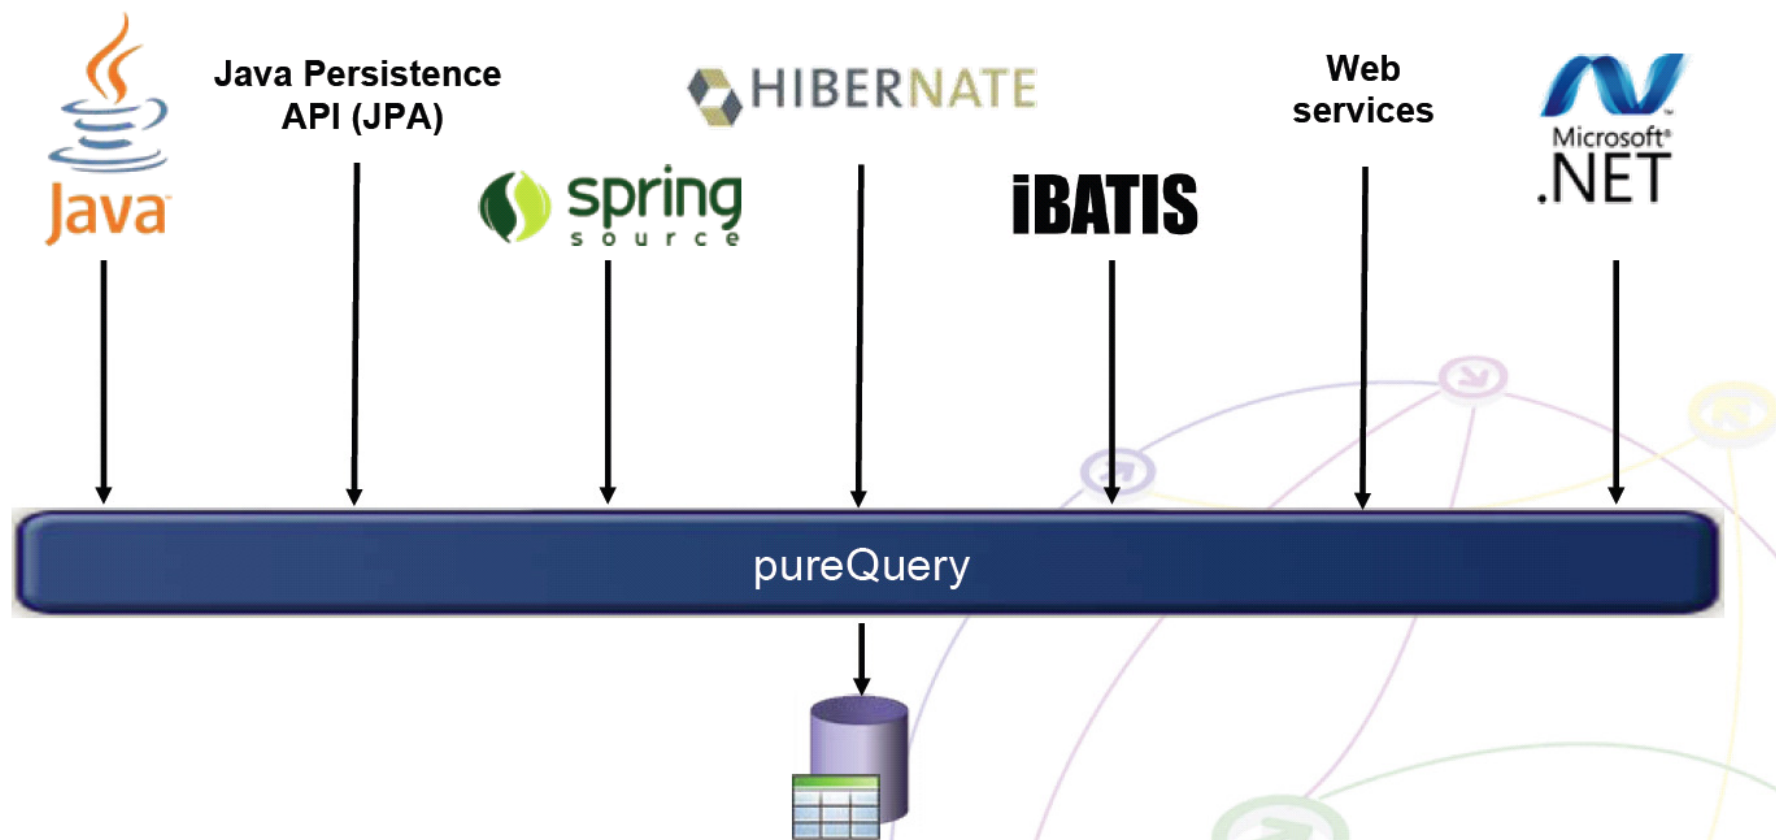 Java
Java Persistence
API (JPA)
spring
source
HIBERNATE
iBATIS
Web
services
Microsoft®
.NET
pureQuery